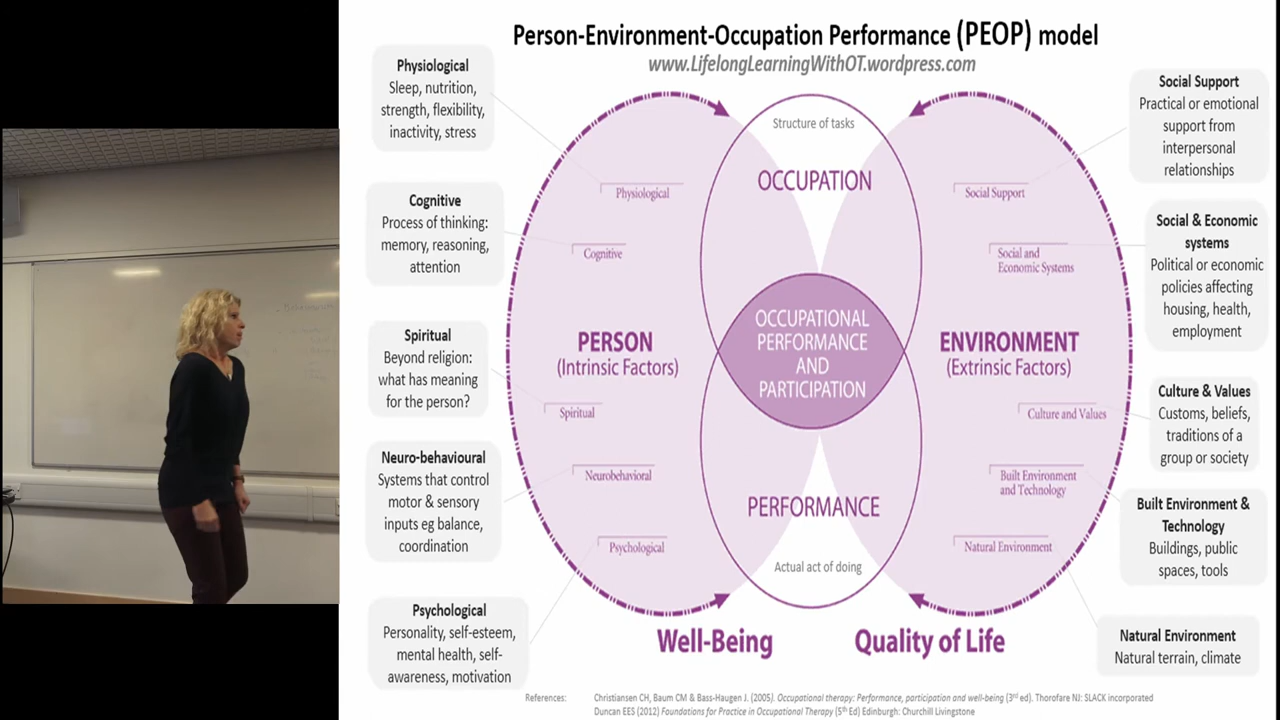 Person-Environment-Occupation Performance (PEOP) model
www.LifelongLearningWithOT.wordpress.com
Physiological
Sleep, nutrition,
strength, flexibility,
inactivity, stress
Cognitive
Process of thinking:
memory, reasoning,
attention
Spiritual
Beyond religion:
what has meaning
for the person?
Neuro-behavioural
Systems that control
motor & sensory
inputs eg balance,
coordination
Psychological
Personality, self-esteem,
mental health, self-
awareness, motivation
Physiological
Cognitive
PERSON
(Intrinsic Factors)
Spiritual
Neurobehavioral
Psychological
Structure of tasks
OCCUPATION
OCCUPATIONAL
PERFORMANCE
AND
PARTICIPATION
PERFORMANCE
Actual act of doing
Social Support
Social and
Economic Systems
ENVIRONMENT
(Extrinsic Factors)
Culture and Values
Built Environment
and Technology
Natural Environment
Social Support
Practical or emotional
support from
interpersonal
relationships
Social & Economic
systems
Political or economic
policies affecting
housing, health,
employment
Culture & Values
Customs, beliefs,
traditions of a
group or society
Built Environment &
Technology
Buildings, public
spaces, tools
Natural Environment
Natural terrain, climate
Well-Being
Quality of Life
References: Christiansen CH, Baum CM & Bass-Haugen J. (2005). Occupational therapy: Performance, participation and well-being (3rd ed). Thorofare NJ: SLACK incorporated
Duncan EES (2012) Foundations for Practice in Occupational Therapy (5th Ed) Edinburgh: Churchill Livingstone